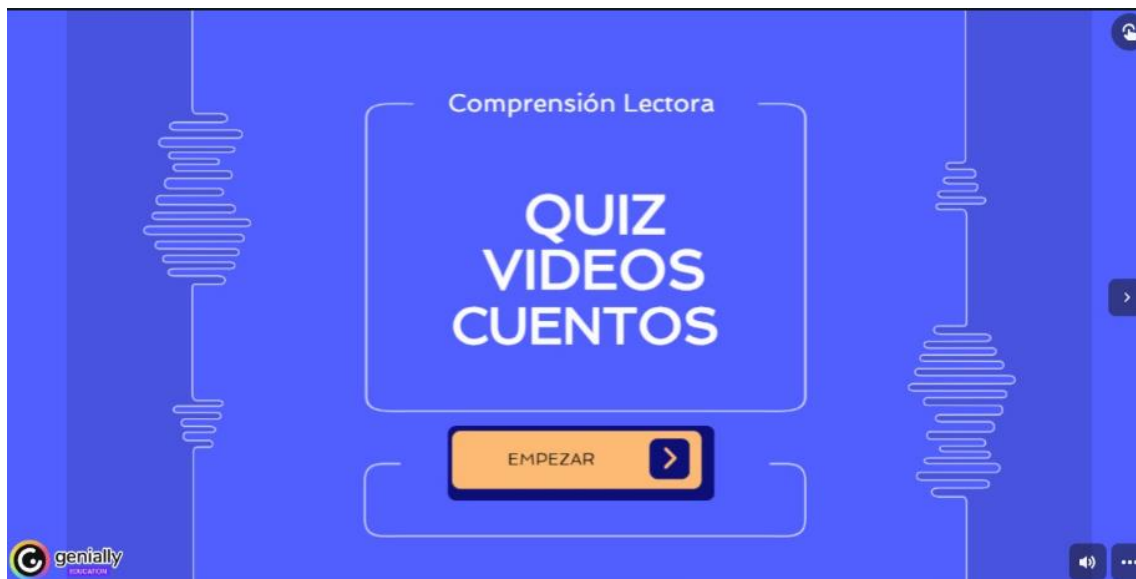 Comprensión Lectora
QUIZ
VIDEOS
CUENTOS
EMPEZAR
genially
EDUCATION